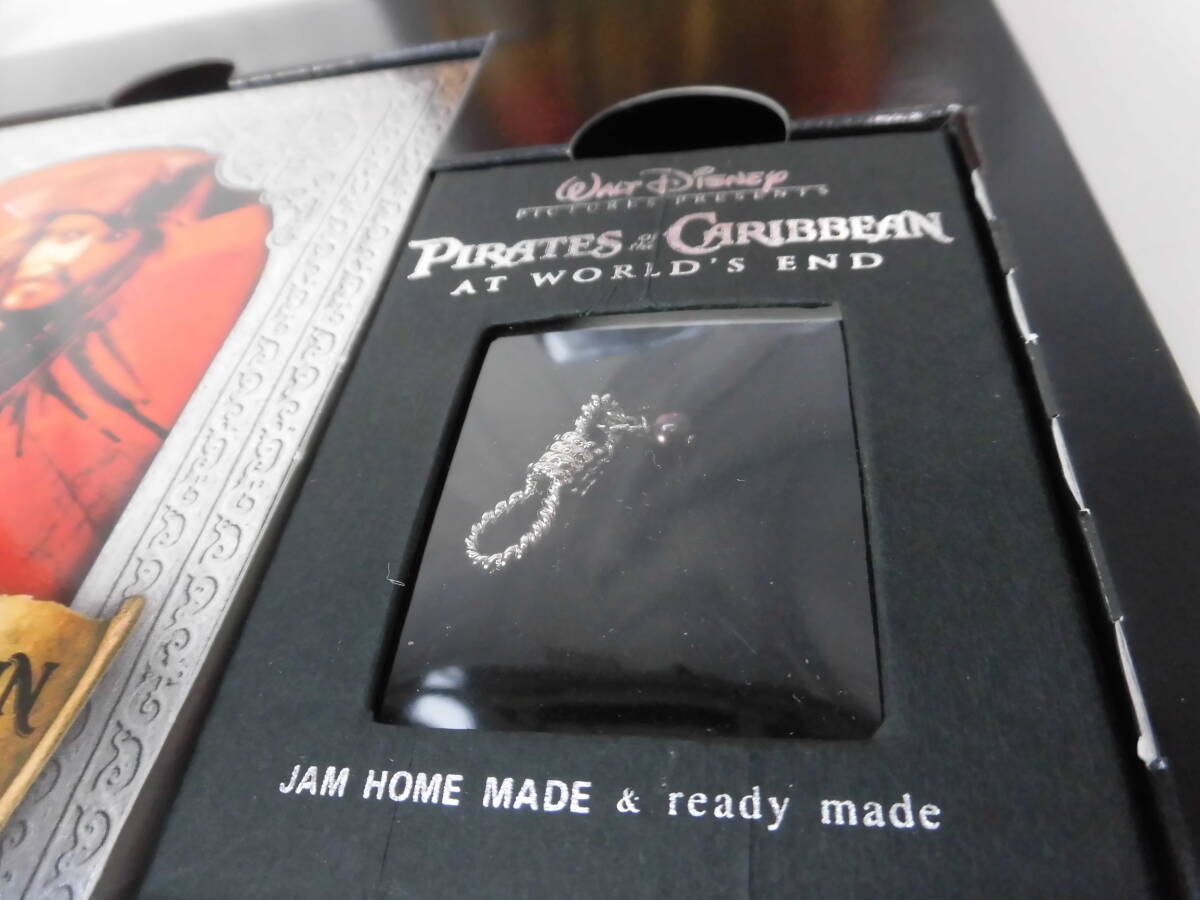 WALT DISNEY
PICTURES PRESENTS
PIRATES OF THE CARIBBEAN
AT WORLD'S END
JAM HOME MADE & ready made